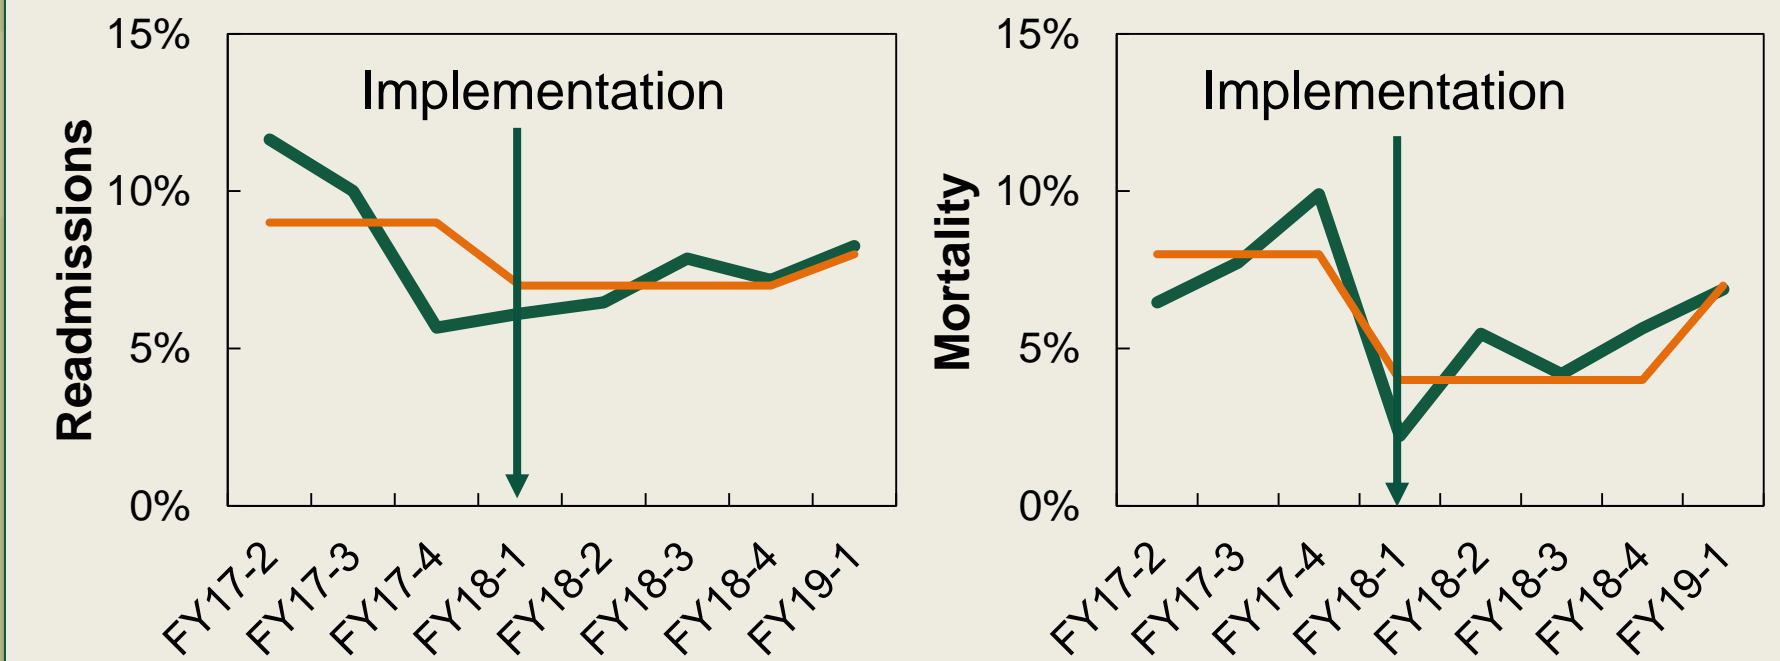 Readmissions
15%
10%
5%
0%
Implementation
FY17-2
FY17-3
FY17-4
FY18-1
FY18-2
FY18-3
FY18-4
FY19-1
Mortality
15%
10%
5%
0%
Implementation
FY17-2
FY17-3
FY17-4
FY18-1
FY18-2
FY18-3
FY18-4
FY19-1